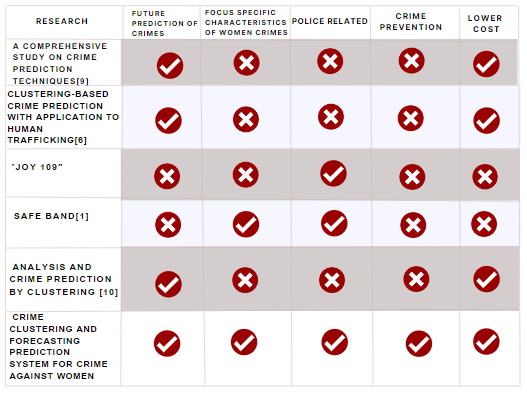 RESEARCH
FUTURE
PREDICTION OF
CRIMES
FOCUS SPECIFIC
CHARACTERISTICS
OF WOMEN CRIMES
POLICE RELATED
CRIME
PREVENTION
LOWER
COST
A COMPREHENSIVE
STUDY ON CRIME
PREDICTION
TECHNIQUES[9]
CLUSTERING-BASED
CRIME PREDICTION
WITH APPLICATION TO
HUMAN
TRAFFICKING[6]
"JOY 109"
SAFE BAND[1]
ANALYSIS AND
CRIME PREDICTION
BY CLUSTERING [10]
CRIME
CLUSTERING AND
FORECASTING
PREDICTION
SYSTEM FOR CRIME
AGAINST WOMEN